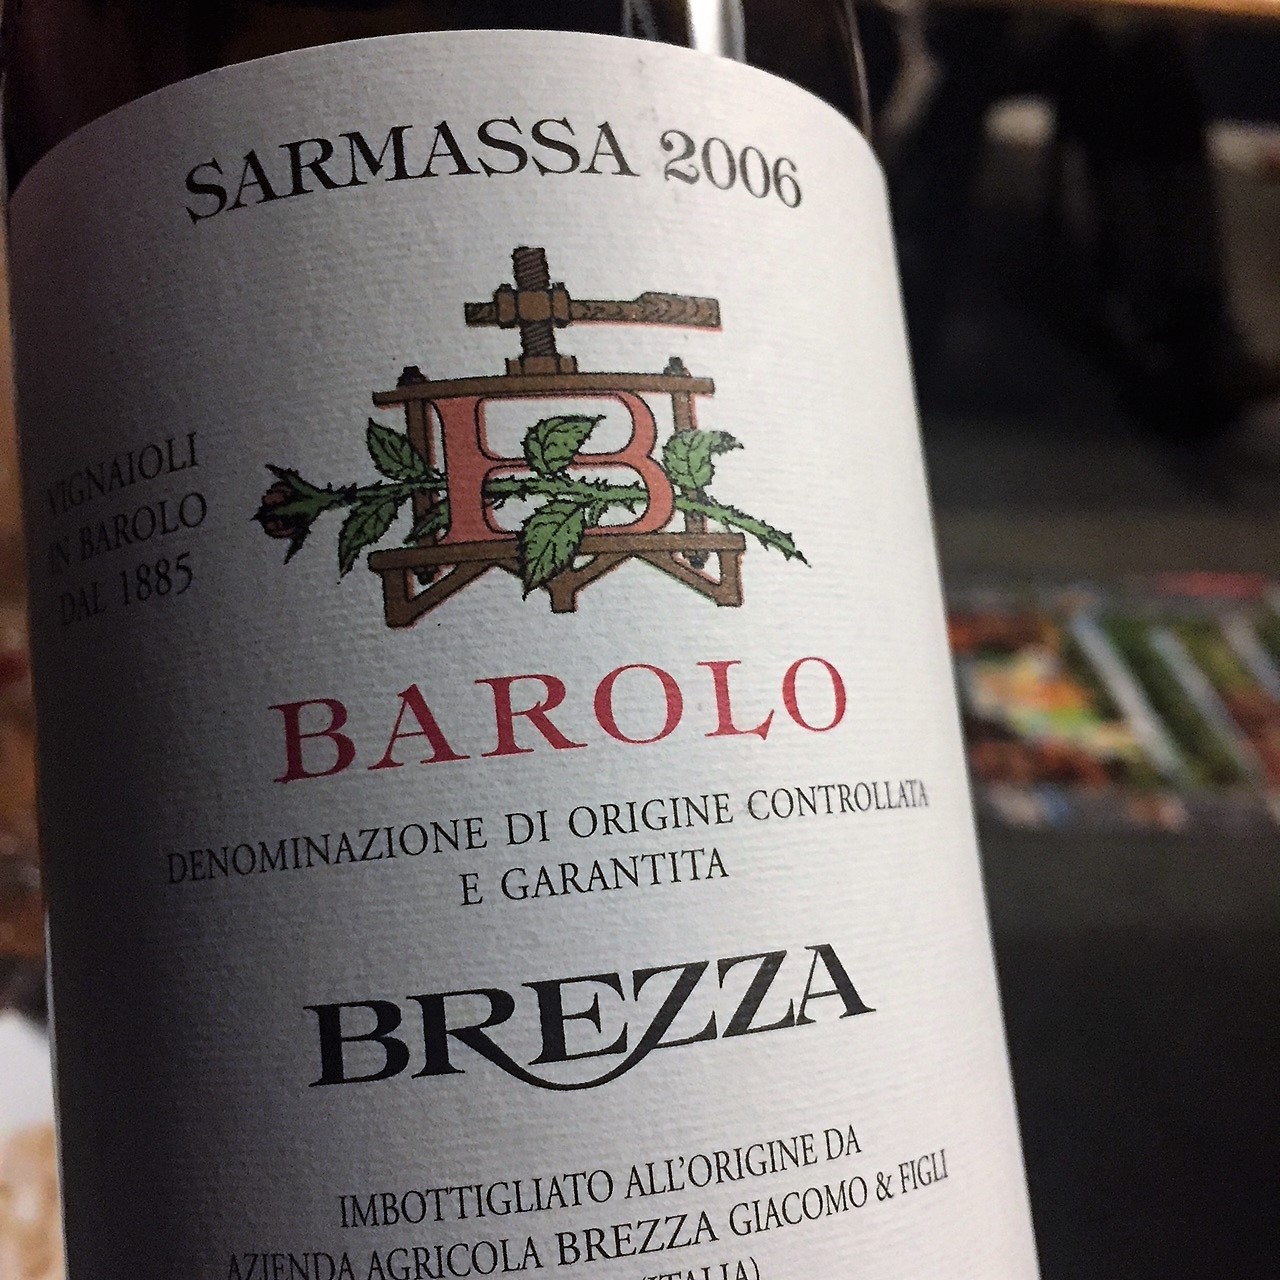 SARMASSA 2006
B
VIGNAIOLI
IN BAROLO
DAL 1885
BAROLO
DENOMINAZIONE DI ORIGINE CONTROLLATA
E GARANTITA
BREZZA
IMBOTTIGLIATO ALL'ORIGINE DA
AZIENDA AGRICOLA BREZZA GIACOMO & FIGLI
(ITALIA)